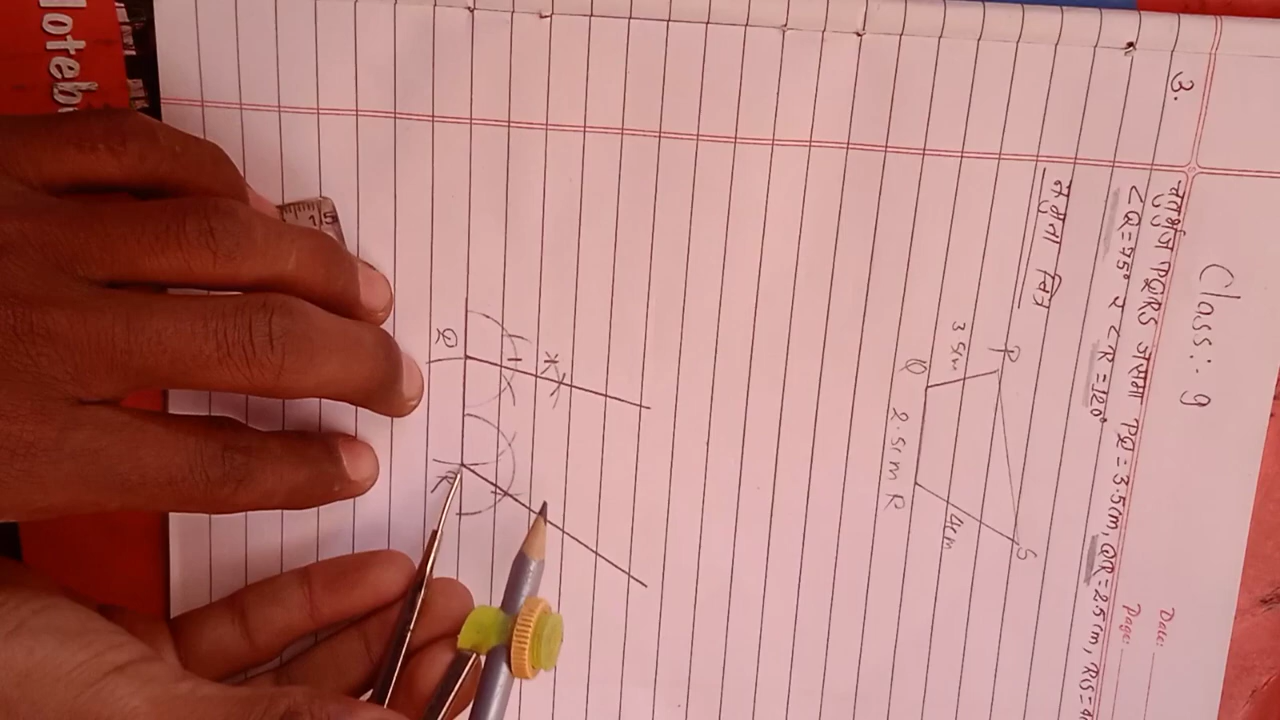 Class: 9
Date:
Page:
3.
चतुर्भुज PQRS जसमा PQ = 3.5cm, QR = 2.5cm, RS = 4
∠Q = 75° र ∠R = 120°
नमुना चित्र
P
S
3.5cm
4cm
Q
2.5cm R
Q
R
Noteb
15